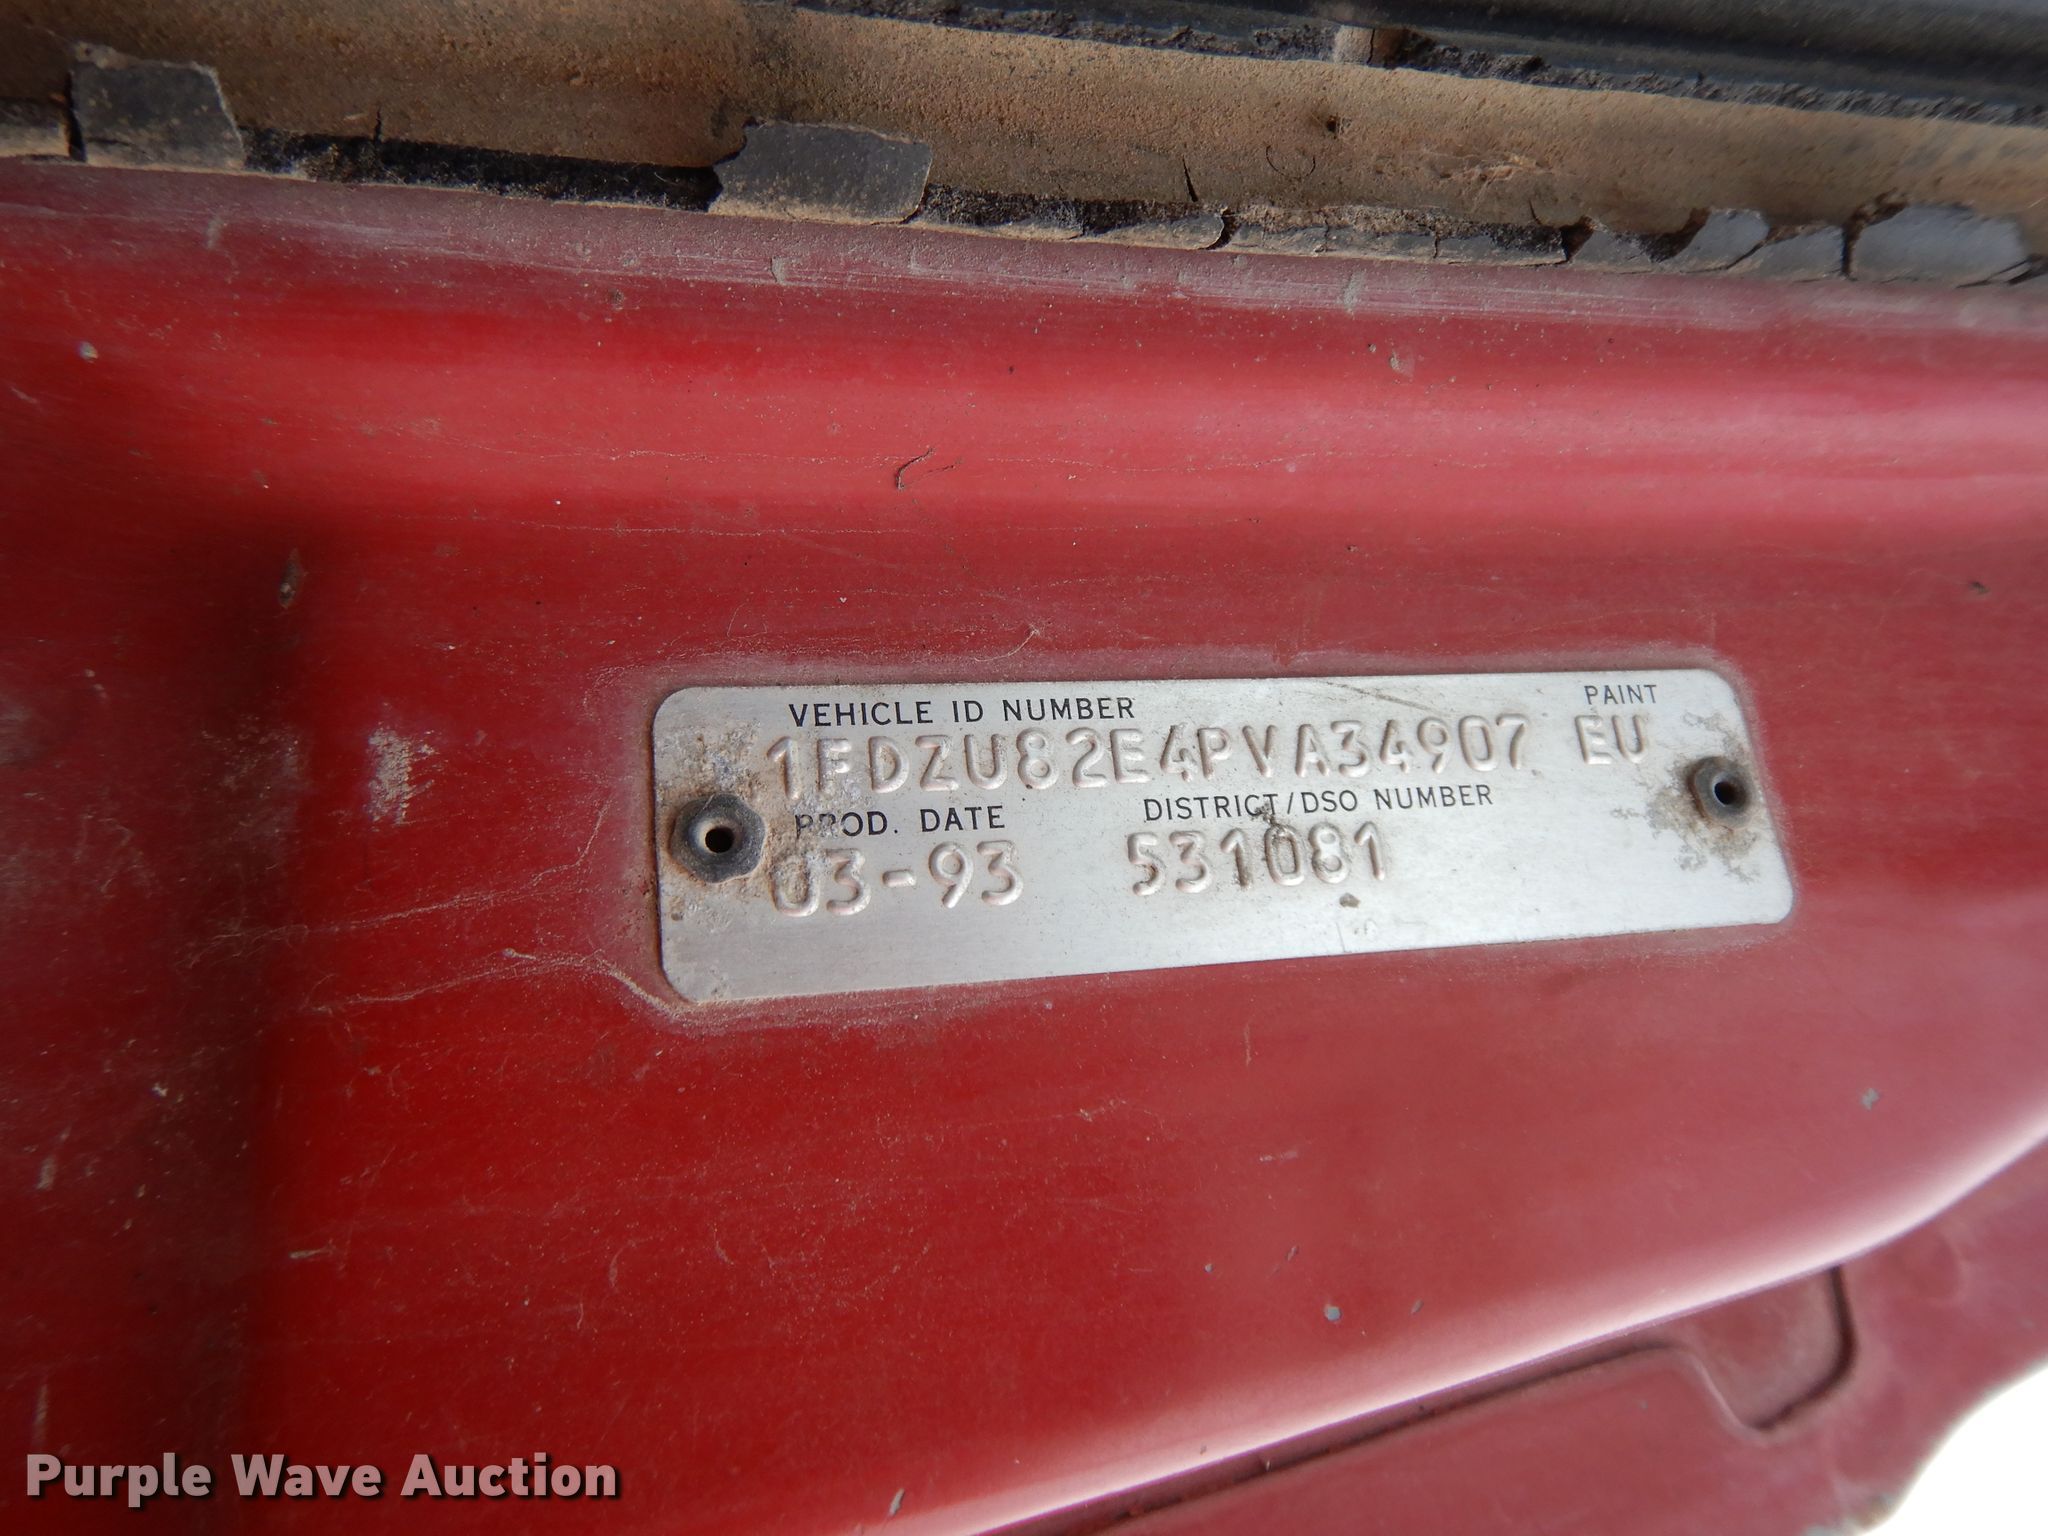 VEHICLE ID NUMBER PAINT
1FDZU82E4PVA34907 EU
PROD. DATE DISTRICT/DSO NUMBER
03-93 531081
Purple Wave Auction